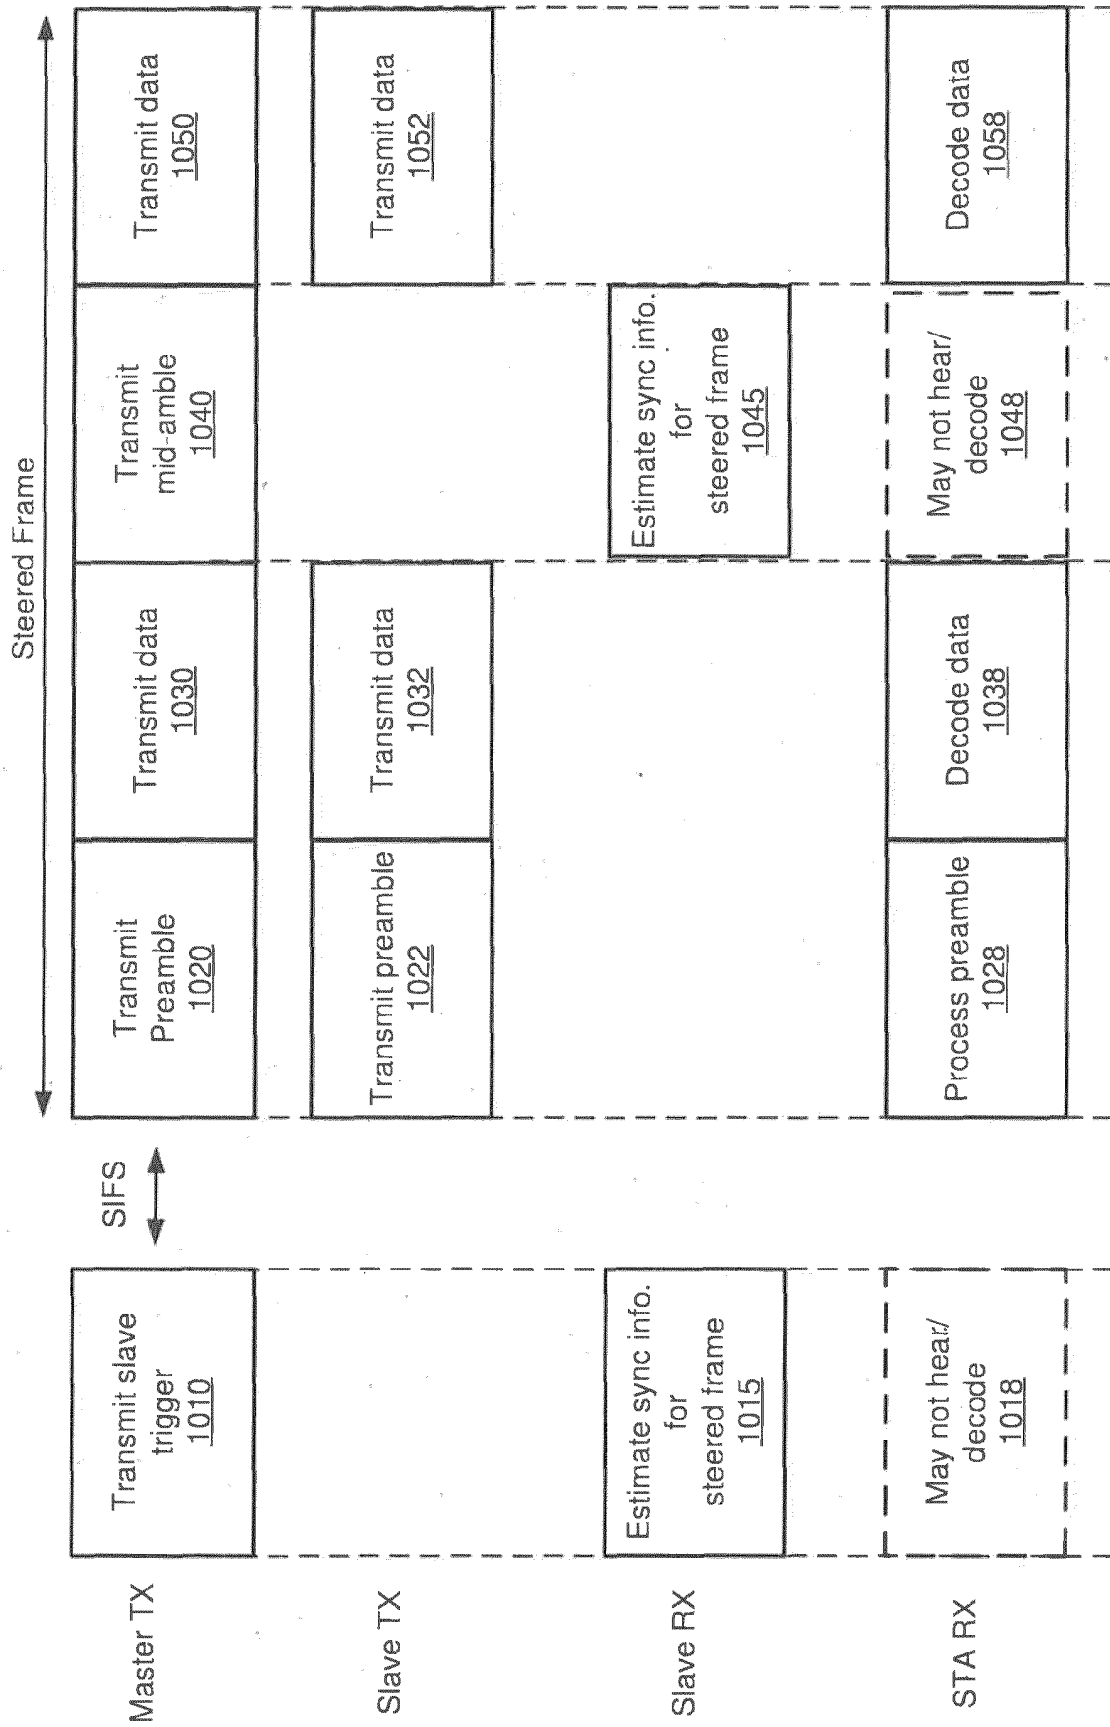 Steered Frame
SIFS
Master TX
Transmit slave
trigger
1010
Transmit
Preamble
1020
Transmit data
1030
Transmit
mid-amble
1040
Transmit data
1050
Slave TX
Transmit preamble
1022
Transmit data
1032
Transmit data
1052
Slave RX
Estimate sync info.
for
steered frame
1015
Estimate sync info.
for
steered frame
1045
STA RX
May not hear/
decode
1018
Process preamble
1028
Decode data
1038
May not hear/
decode
1048
Decode data
1058